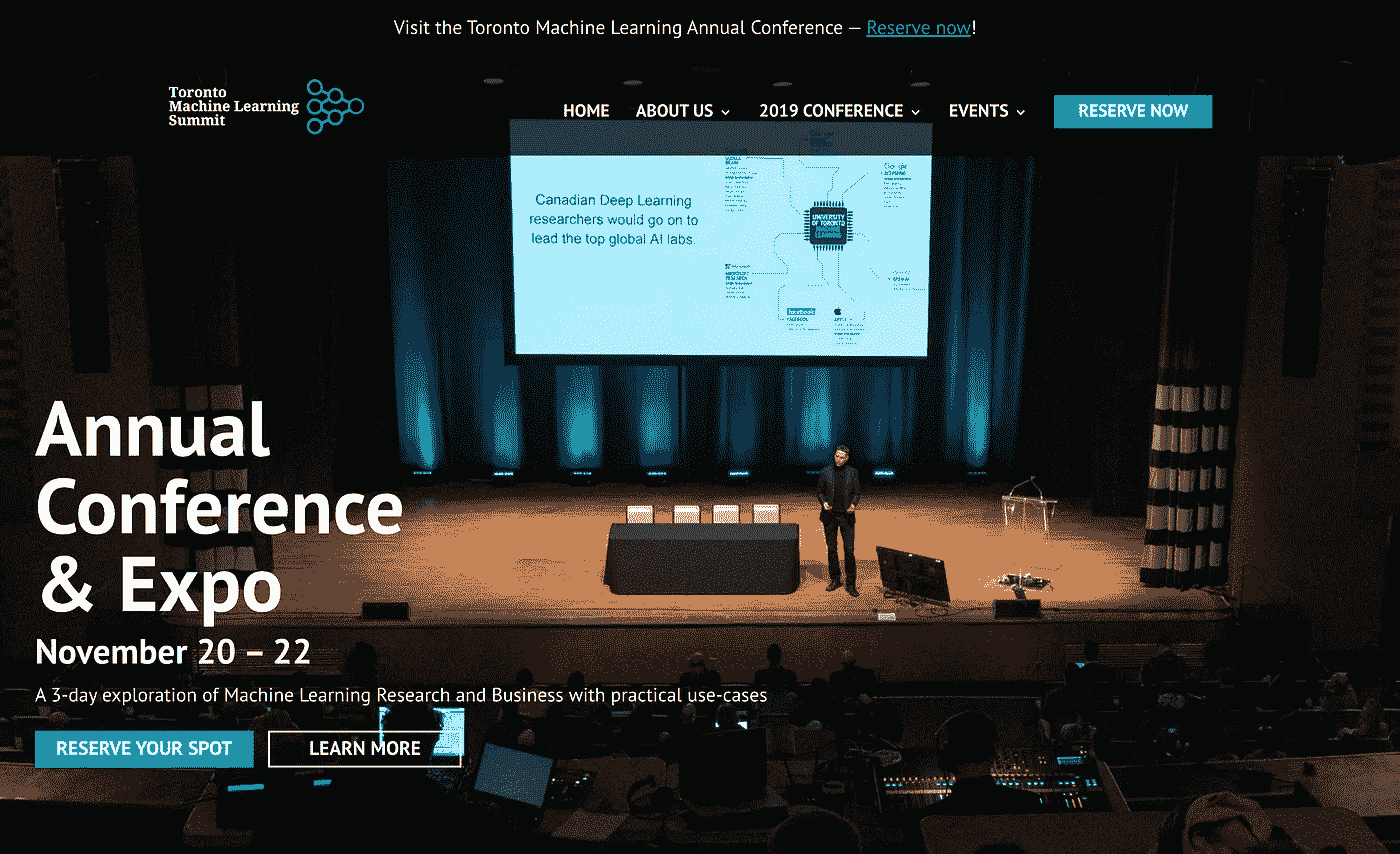 Visit the Toronto Machine Learning Annual Conference — Reserve now!
Toronto
Machine Learning
Summit
HOME
ABOUT US
2019 CONFERENCE
EVENTS
RESERVE NOW
Canadian Deep Learning
researchers would go on to
lead the top global AI labs.
Google
UNIVERSITY
OF TORONTO
facebook
FACEBOOK
Annual
Conference
& Expo
November 20 – 22
A 3-day exploration of Machine Learning Research and Business with practical use-cases
RESERVE YOUR SPOT
LEARN MORE